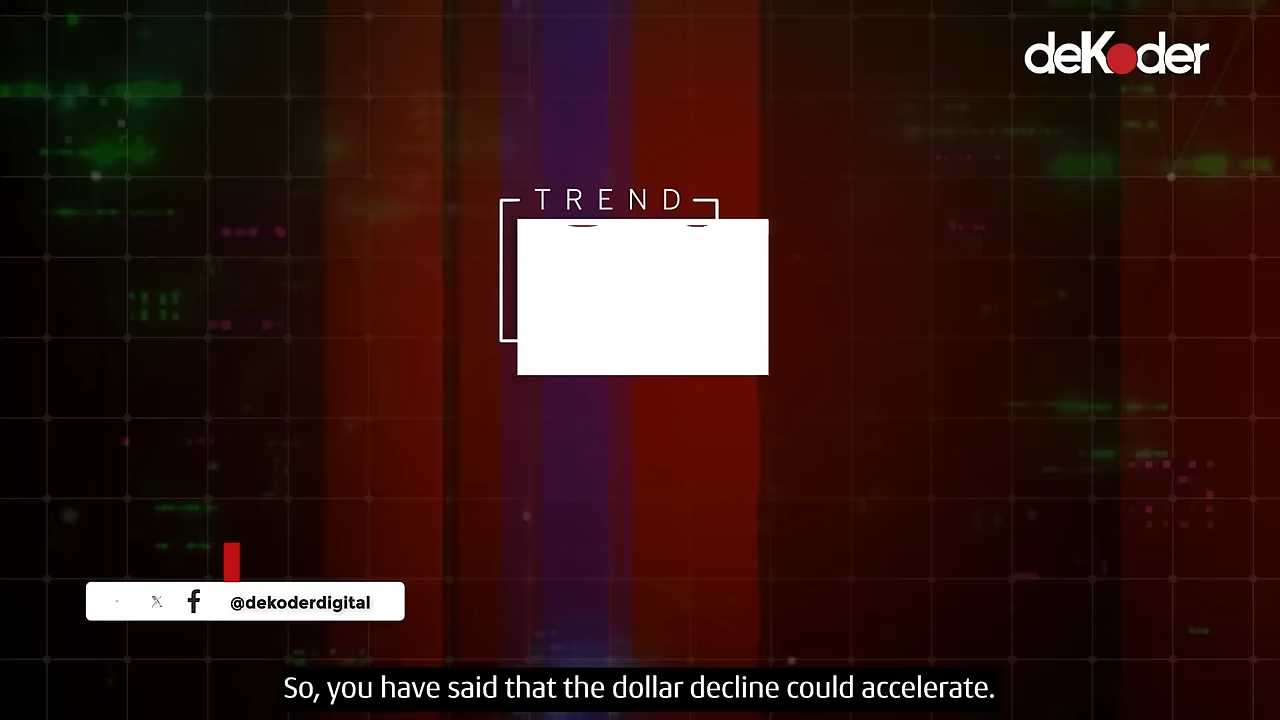 deKoder
TREND
@dekoderdigital
So, you have said that the dollar decline could accelerate.